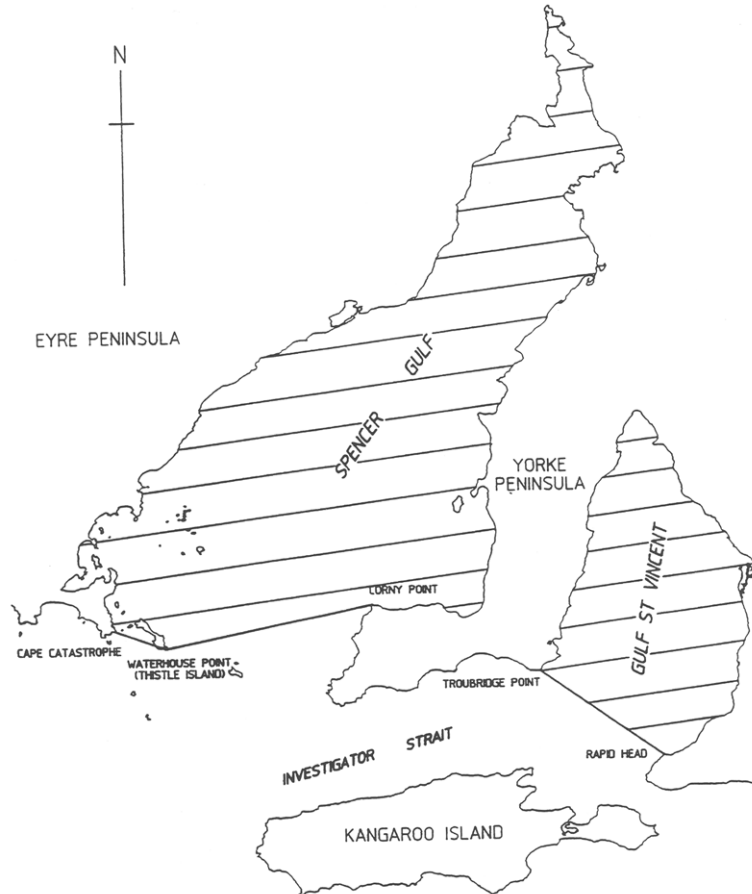 N
EYRE PENINSULA
SPENCER GULF
YORKE
PENINSULA
GULF ST VINCENT
CORNY POINT
CAPE CATASTROPHE
WATERHOUSE POINT
(THISTLE ISLAND)
TROUBRIDGE POINT
INVESTIGATOR STRAIT
RAPID HEAD
KANGAROO ISLAND